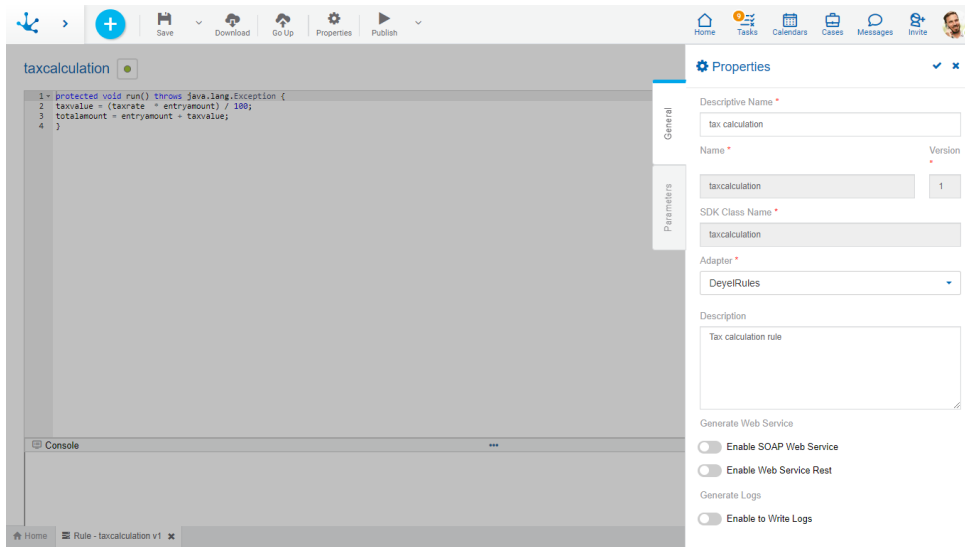 Save
Download
Go Up
Properties
Publish
Home
9
Tasks
Calendars
Cases
Messages
Invite
taxcalculation
1 protected void run() throws java.lang.Exception {
2 taxvalue = (taxrate * entryamount) / 100;
3 totalamount = entryamount + taxvalue;
4 }
Console
Home
Rule - taxcalculation v1
General
Parameters
Properties
Descriptive Name *
tax calculation
Name * Version *
taxcalculation 1
SDK Class Name *
taxcalculation
Adapter *
DeyelRules
Description
Tax calculation rule
Generate Web Service
Enable SOAP Web Service
Enable Web Service Rest
Generate Logs
Enable to Write Logs